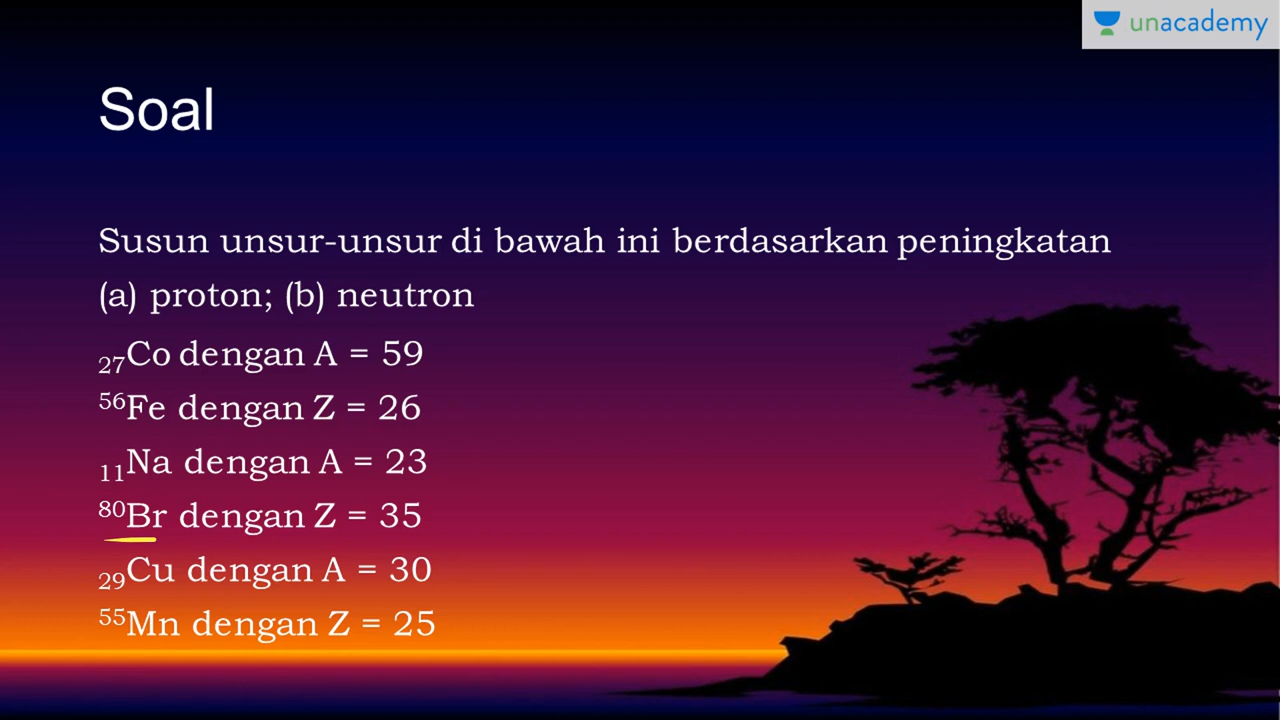 unacademy
Soal
Susun unsur-unsur di bawah ini berdasarkan peningkatan
(a) proton; (b) neutron
₂₇Co dengan A = 59
⁵⁶Fe dengan Z = 26
₁₁Na dengan A = 23
⁸⁰Br dengan Z = 35
₂₉Cu dengan A = 30
⁵⁵Mn dengan Z = 25